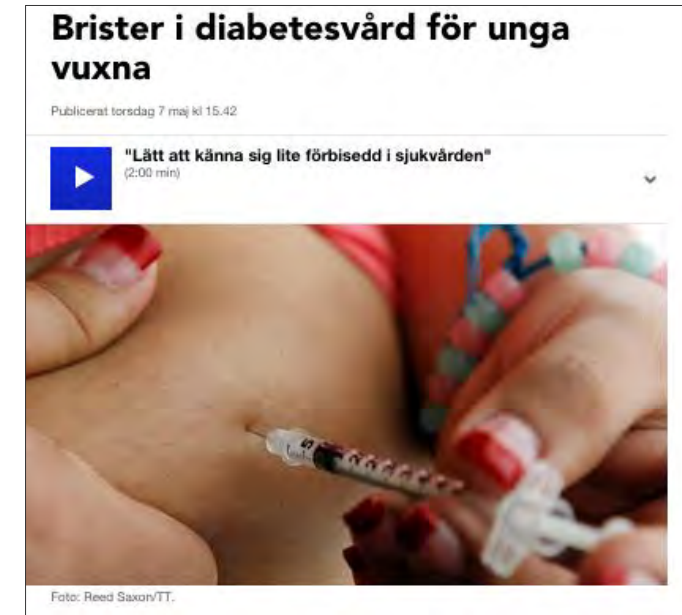 Brister i diabetesvård för unga
vuxna
Publicerat torsdag 7 maj kl 15.42
"Lätt att känna sig lite förbisedd i sjukvården"
(2:00 min)
Foto: Reed Saxon/TT.